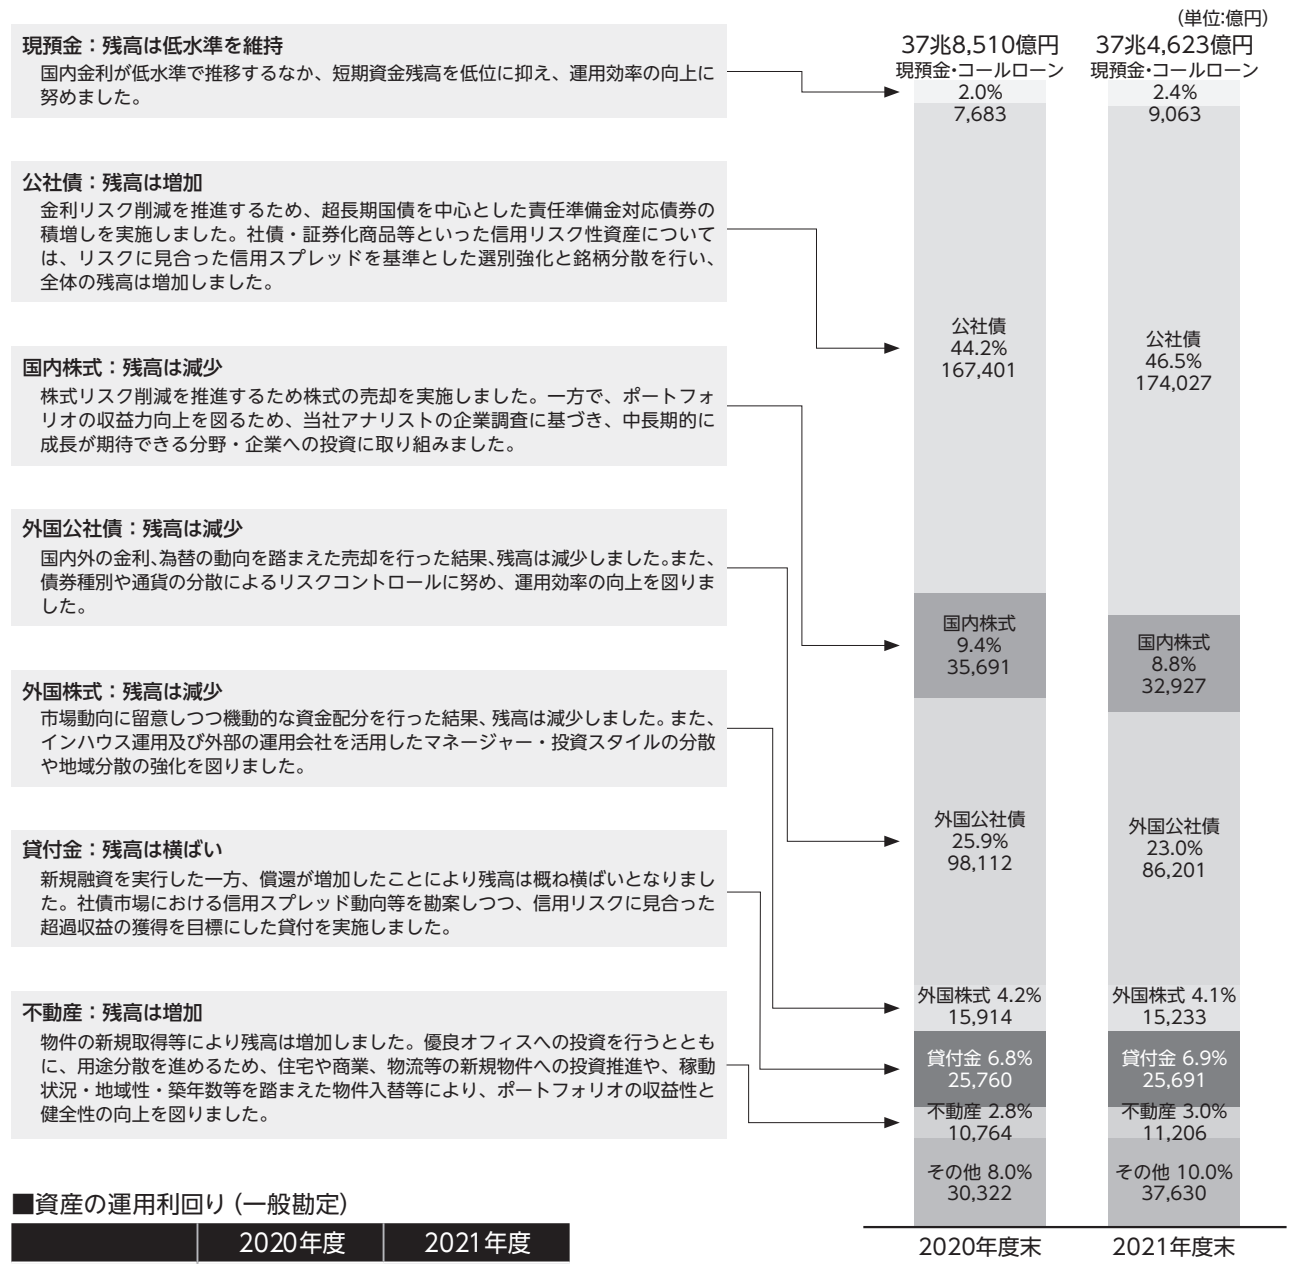 現預金：残高は低水準を維持
国内金利が低水準で推移するなか、短期資金残高を低位に抑え、運用効率の向上に
努めました。
公社債：残高は増加
金利リスク削減を推進するため、超長期国債を中心とした責任準備金対応債券の
積増しを実施しました。社債・証券化商品等といった信用リスク性資産について
は、リスクに見合った信用スプレッドを基準とした選別強化と銘柄分散を行い、
全体の残高は増加しました。
国内株式：残高は減少
株式リスク削減を推進するため株式の売却を実施しました。一方で、ポートフォ
リオの収益力向上を図るため、当社アナリストの企業調査に基づき、中長期的に
成長が期待できる分野・企業への投資に取り組みました。
外国公社債：残高は減少
国内外の金利、為替の動向を踏まえた売却を行った結果、残高は減少しました。また、
債券種別や通貨の分散によるリスクコントロールに努め、運用効率の向上を図りま
した。
外国株式：残高は減少
市場動向に留意しつつ機動的な資金配分を行った結果、残高は減少しました。また、
インハウス運用及び外部の運用会社を活用したマネージャー・投資スタイルの分散
や地域分散の強化を図りました。
貸付金：残高は横ばい
新規融資を実行した一方、償還が増加したことにより残高は概ね横ばいとなりまし
た。社債市場における信用スプレッド動向等を勘案しつつ、信用リスクに見合った
超過収益の獲得を目標にした貸付を実施しました。
不動産：残高は増加
物件の新規取得等により残高は増加しました。優良オフィスへの投資を行うととも
に、用途分散を進めるため、住宅や商業、物流等の新規物件への投資推進や、稼動
状況・地域性・築年数等を踏まえた物件入替等により、ポートフォリオの収益性と
健全性の向上を図りました。
（単位:億円）
37兆8,510億円
現預金・コールローン
2.0%
7,683
公社債
44.2%
167,401
国内株式
9.4%
35,691
外国公社債
25.9%
98,112
外国株式 4.2%
15,914
貸付金 6.8%
25,760
不動産 2.8%
10,764
その他 8.0%
30,322
2020年度末
37兆4,623億円
現預金・コールローン
2.4%
9,063
公社債
46.5%
174,027
国内株式
8.8%
32,927
外国公社債
23.0%
86,201
外国株式 4.1%
15,233
貸付金 6.9%
25,691
不動産 3.0%
11,206
その他 10.0%
37,630
2021年度末
■資産の運用利回り（一般勘定）
2020年度 2021年度